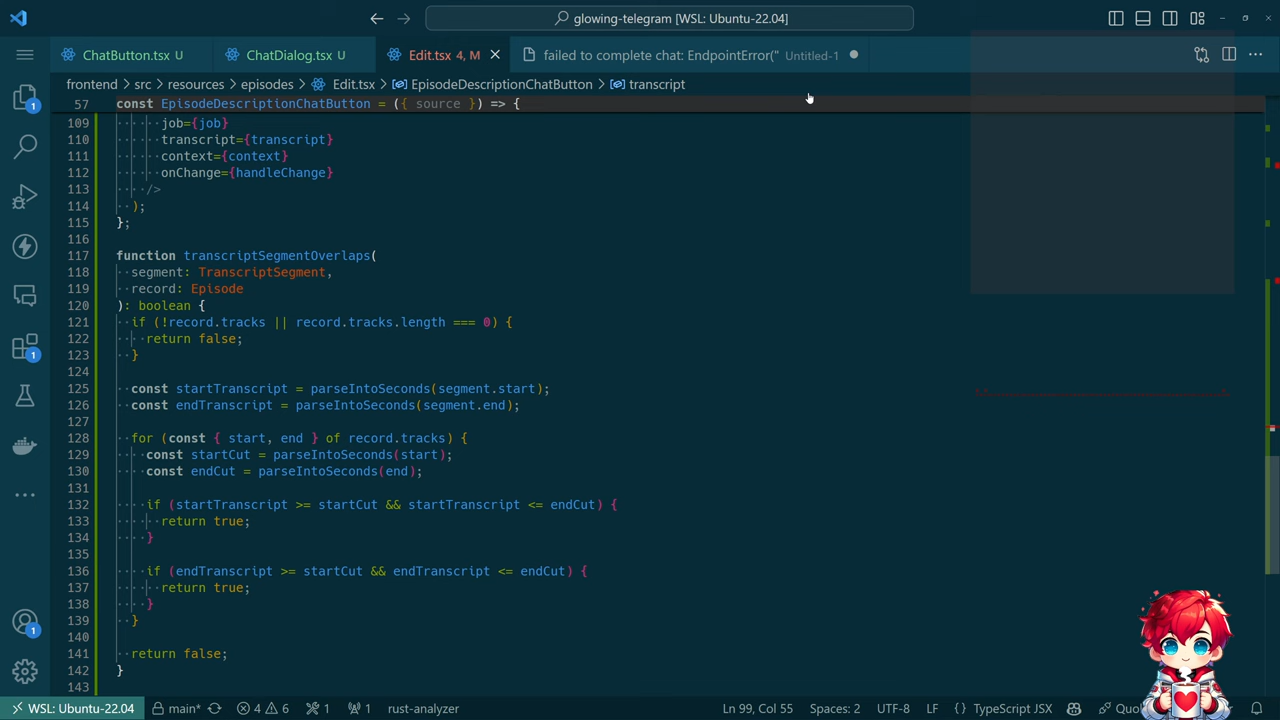 glowing-telegram [WSL: Ubuntu-22.04]
ChatButton.tsx U
ChatDialog.tsx U
Edit.tsx 4, M
failed to complete chat: EndpointError(" Untitled-1
frontend > src > resources > episodes > Edit.tsx > EpisodeDescriptionChatButton > transcript
57 const EpisodeDescriptionChatButton = ({ source }) => {
109 job={job}
110 transcript={transcript}
111 context={context}
112 onChange={handleChange}
113 />
114 );
115 };
116
117 function transcriptSegmentOverlaps(
118 segment: TranscriptSegment,
119 record: Episode
120 ): boolean {
121 if (!record.tracks || record.tracks.length === 0) {
122 return false;
123 }
124
125 const startTranscript = parseIntoSeconds(segment.start);
126 const endTranscript = parseIntoSeconds(segment.end);
127
128 for (const { start, end } of record.tracks) {
129 const startCut = parseIntoSeconds(start);
130 const endCut = parseIntoSeconds(end);
131
132 if (startTranscript >= startCut && startTranscript <= endCut) {
133 return true;
134 }
135
136 if (endTranscript >= startCut && endTranscript <= endCut) {
137 return true;
138 }
139 }
140
141 return false;
142 }
143
1
1
1
WSL: Ubuntu-22.04 main* 4 6 1 1 rust-analyzer Ln 99, Col 55 Spaces: 2 UTF-8 LF {} TypeScript JSX Quo